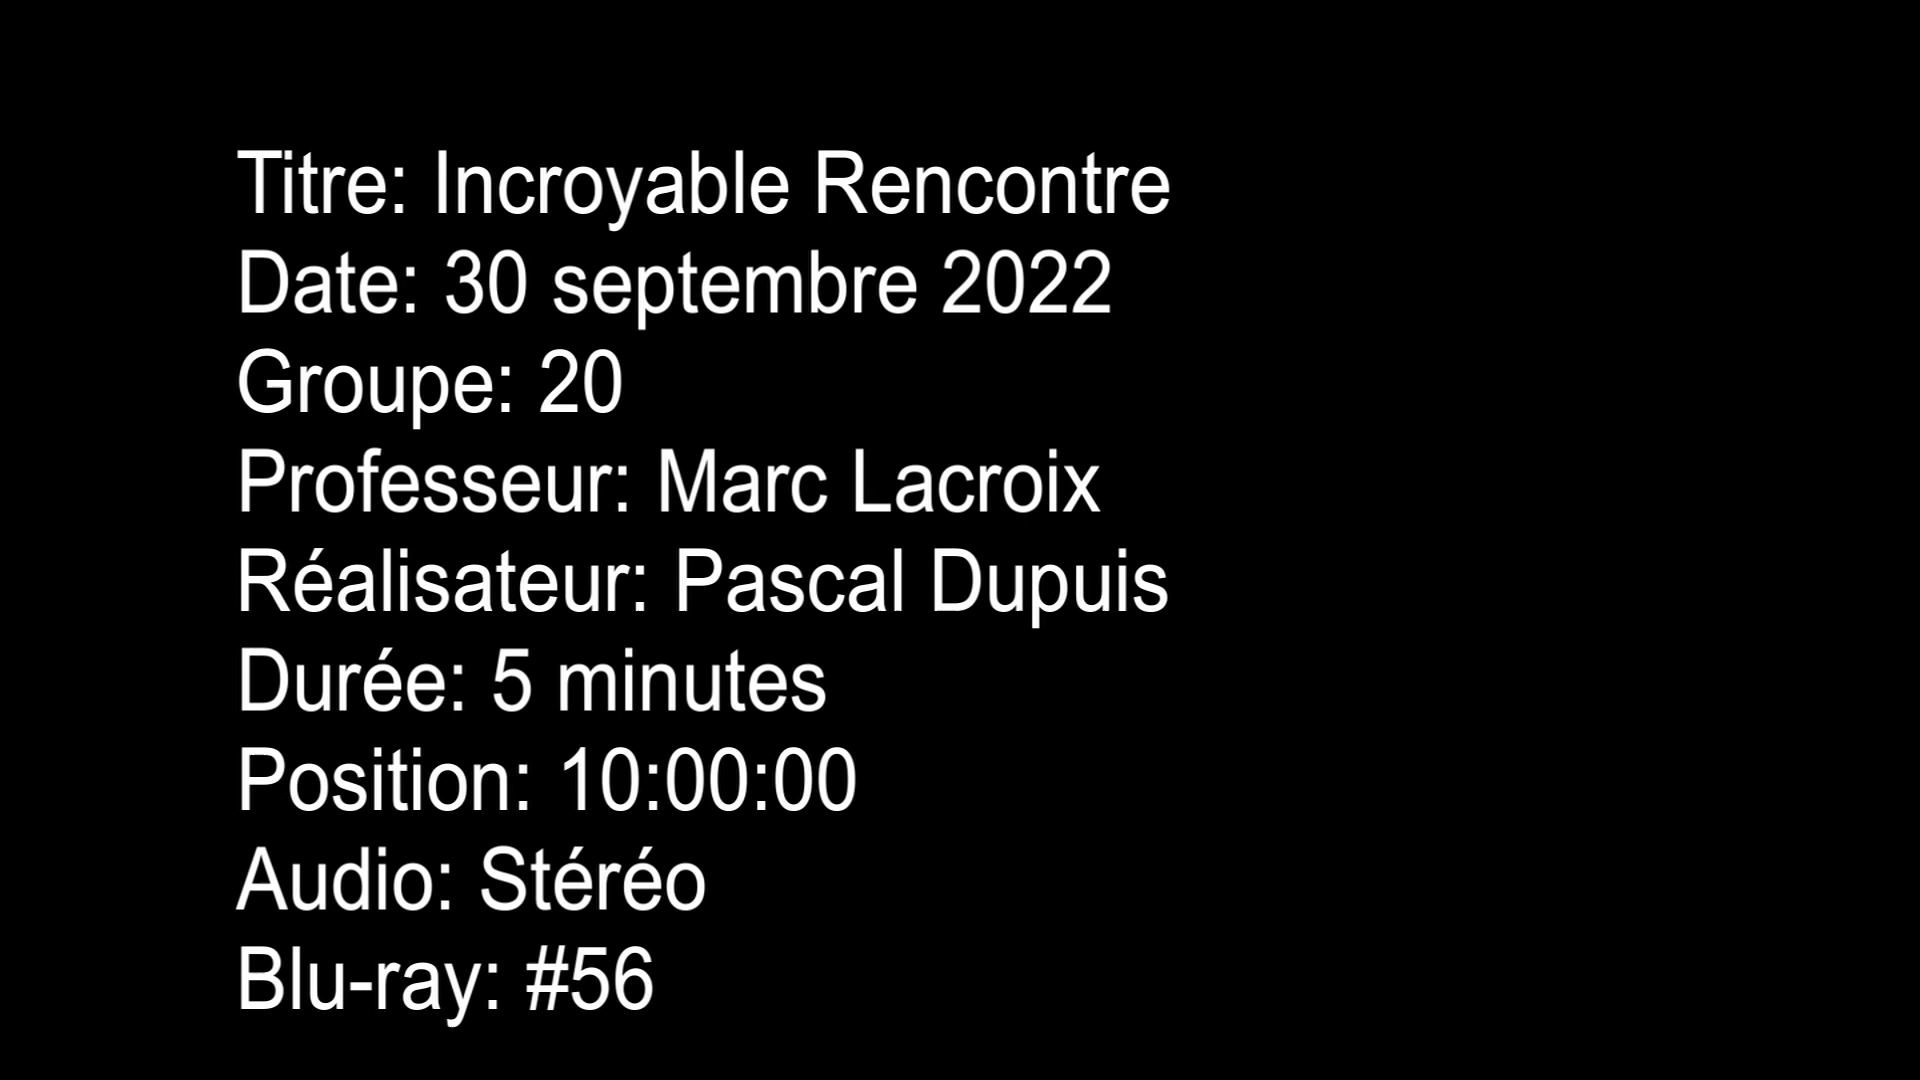 Titre: Incroyable Rencontre
Date: 30 septembre 2022
Groupe: 20
Professeur: Marc Lacroix
Réalisateur: Pascal Dupuis
Durée: 5 minutes
Position: 10:00:00
Audio: Stéréo
Blu-ray: #56